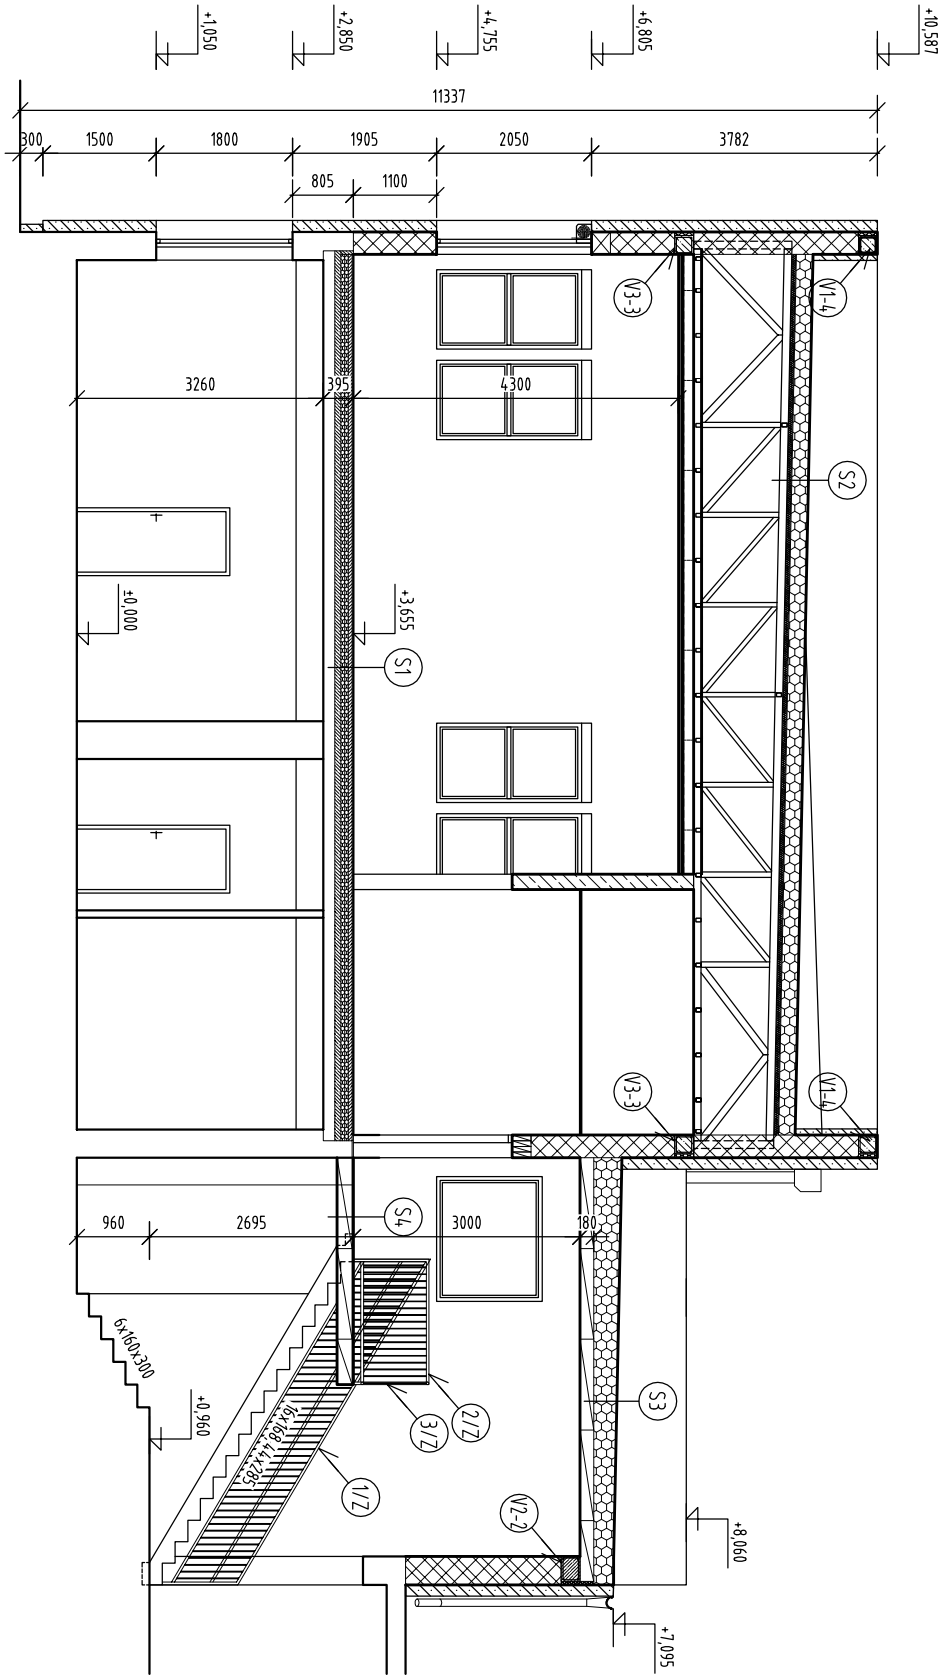 +1,050
+2,850
+4,755
+6,805
+10,587
11337
300
1500
1800
1905
2050
3782
805
1100
V3-3
V1-4
3260
395
4300
S2
±0,000
+3,655
S1
V3-3
V1-4
960
2695
S4
3000
180
6x160x300
+0,960
16x168,44x285
1/Z
3/Z
2/Z
S3
V2-2
+8,060
+7,095